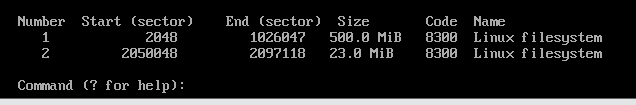 Number  Start (sector)    End (sector)  Size       Code  Name
   1            2048         1026047   500.0 MiB   8300  Linux filesystem
   2         2050048         2097118   23.0 MiB    8300  Linux filesystem
Command (? for help):